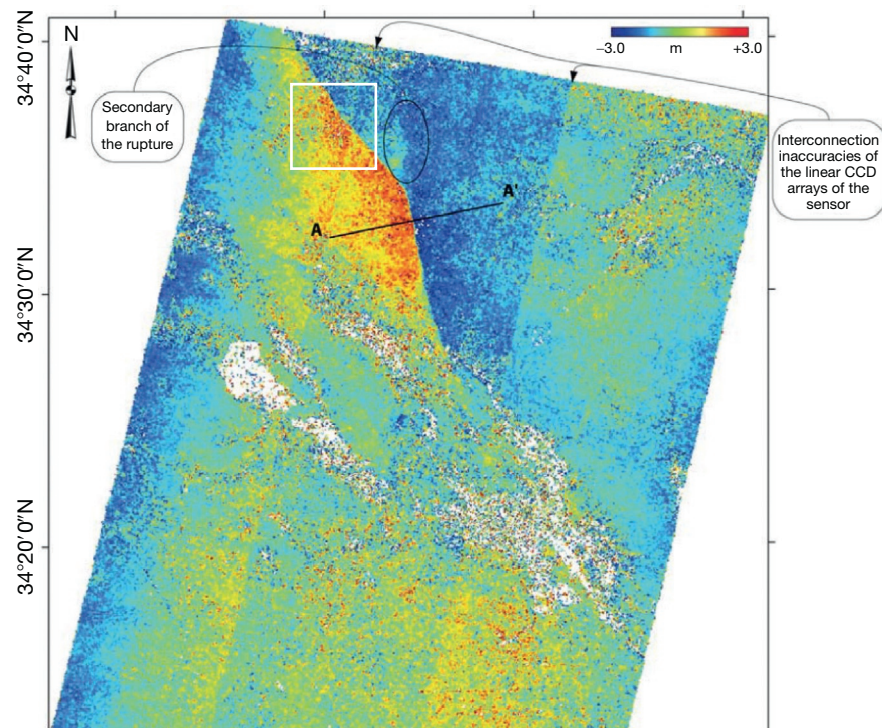 34°40′0″N
N
−3.0 m +3.0
Secondary
branch of
the rupture
Interconnection
inaccuracies of
the linear CCD
arrays of the
sensor
A
A'
34°30′0″N
34°20′0″N